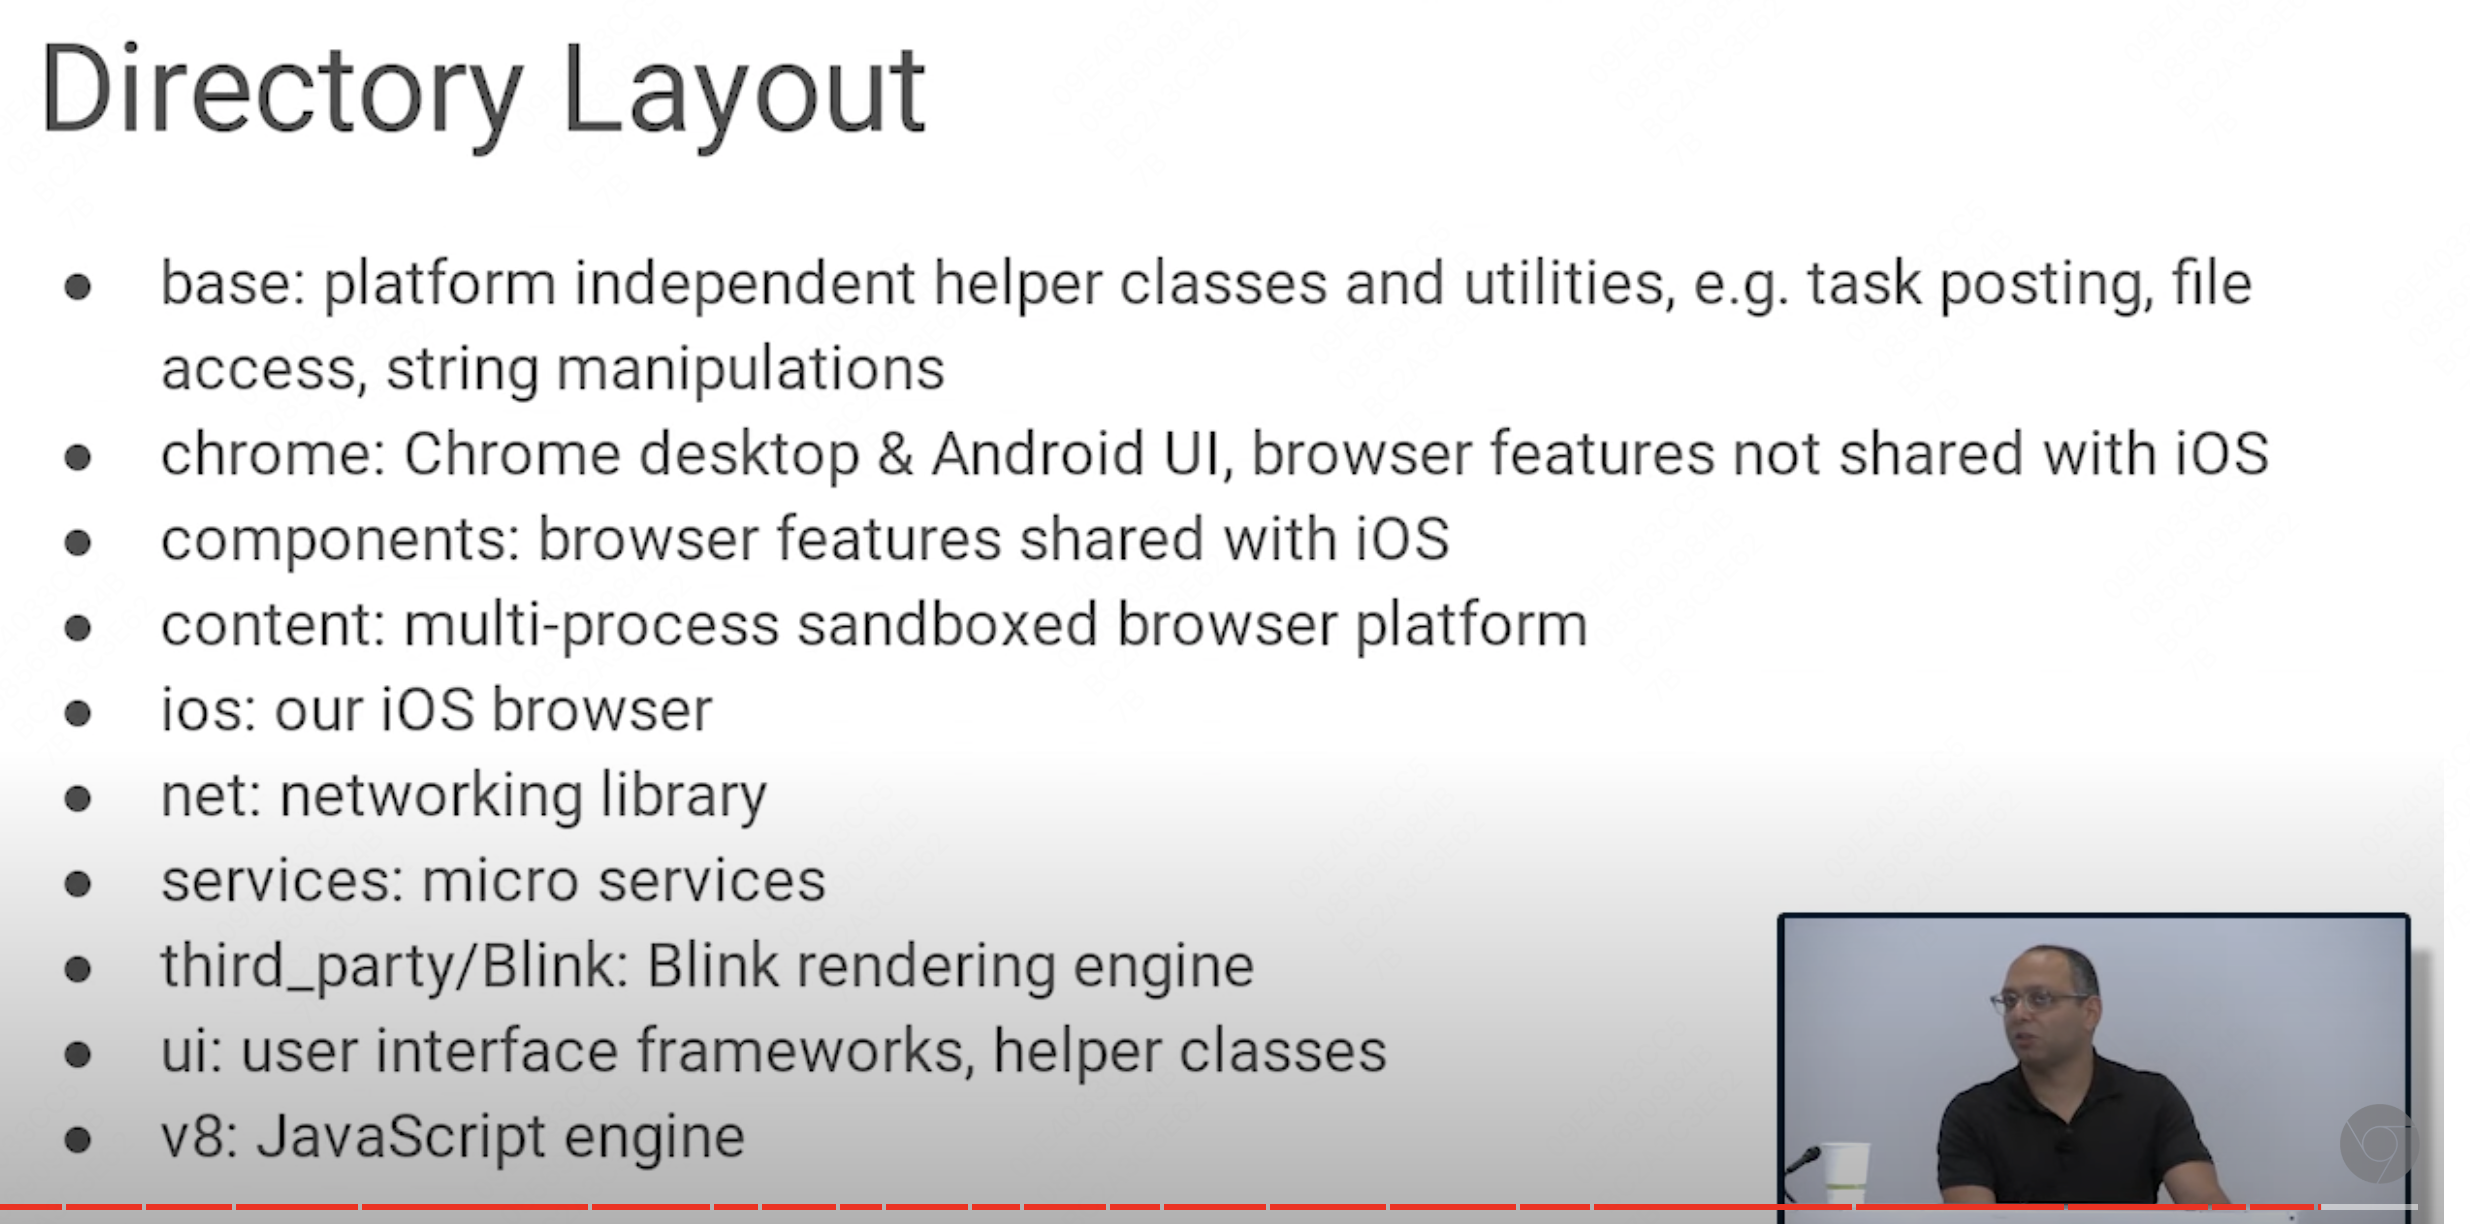 Directory Layout
● base: platform independent helper classes and utilities, e.g. task posting, file
access, string manipulations
● chrome: Chrome desktop & Android UI, browser features not shared with iOS
● components: browser features shared with iOS
● content: multi-process sandboxed browser platform
● ios: our iOS browser
● net: networking library
● services: micro services
● third_party/Blink: Blink rendering engine
● ui: user interface frameworks, helper classes
● v8: JavaScript engine